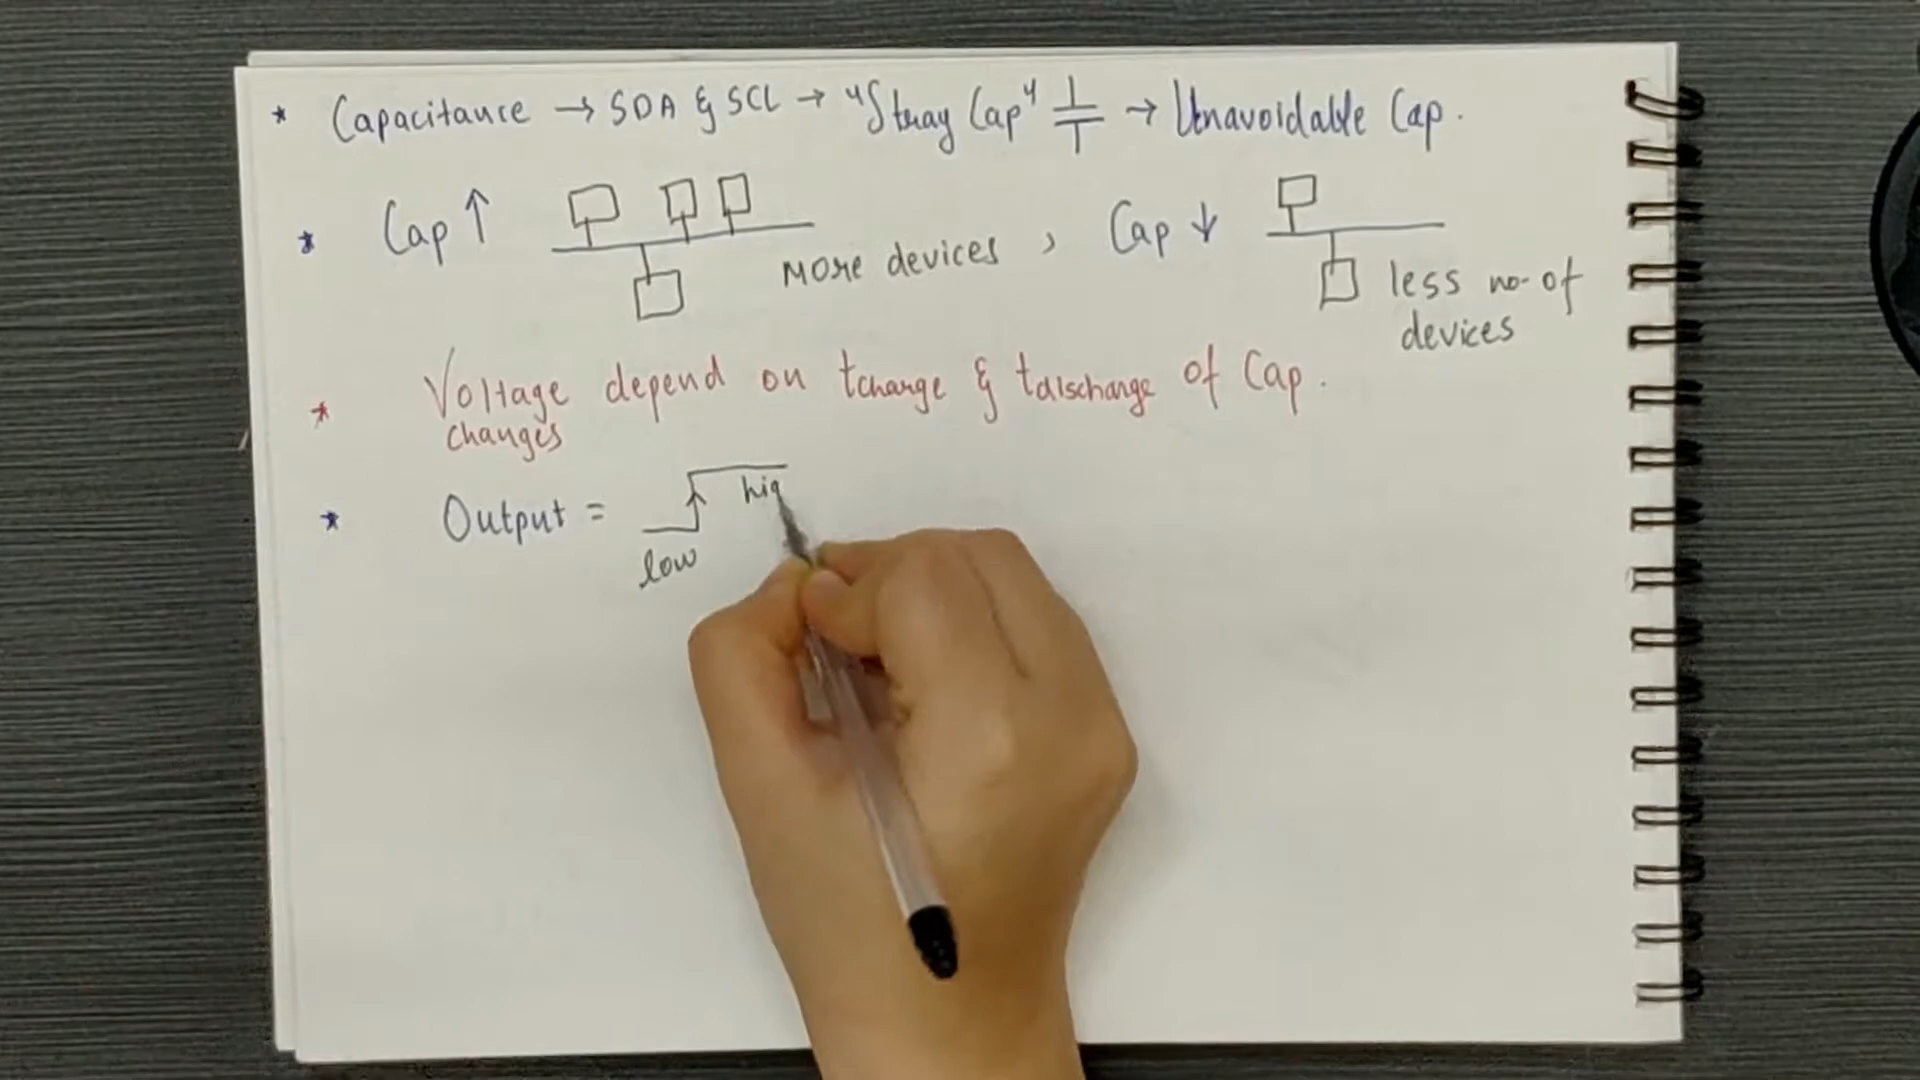 * Capacitance → SDA & SCL → "Stray Cap" → Unavoidable Cap.
* Cap ↑ More devices , Cap ↓ less no. of devices
* Voltage changes depend on tcharge & tdischarge of Cap.
* Output = low hig